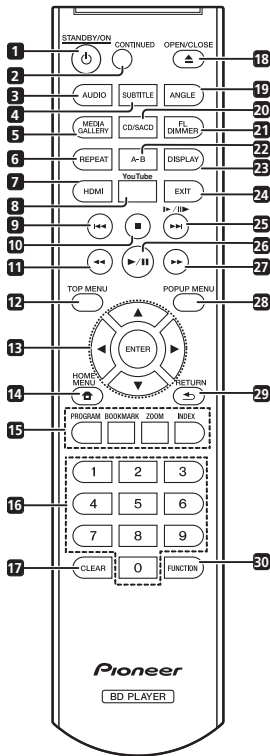 STANDBY/ON
CONTINUED
OPEN/CLOSE
1
2
18
AUDIO
SUBTITLE
ANGLE
3
4
19
20
MEDIA GALLERY
CD/SACD
FL DIMMER
5
21
22
REPEAT
A-B
DISPLAY
6
23
YouTube
HDMI
EXIT
7
8
24
9
25
10
26
11
27
TOP MENU
POPUP MENU
12
28
ENTER
13
HOME MENU
RETURN
14
29
PROGRAM
BOOKMARK
ZOOM
INDEX
15
1
2
3
4
5
6
16
7
8
9
CLEAR
0
FUNCTION
17
30
Pioneer
BD PLAYER